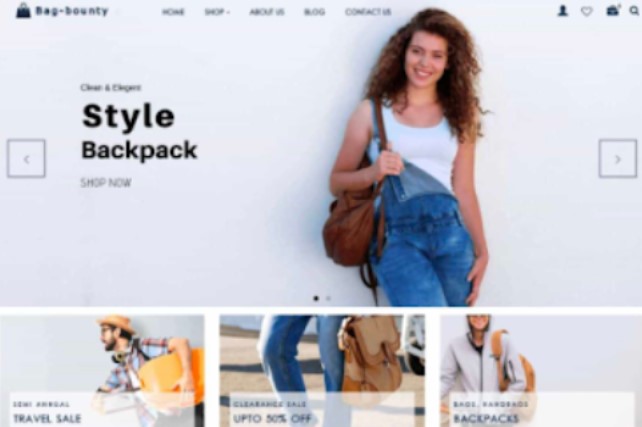 Bag-bounty
HOME SHOP ABOUT US BLOG CONTACT US
Clean & Elegent
Style
Backpack
SHOP NOW
SEMI ANNUAL
TRAVEL SALE
CLEARANCE SALE
UPTO 50% OFF
BAGS, HANDBAGS
BACKPACKS